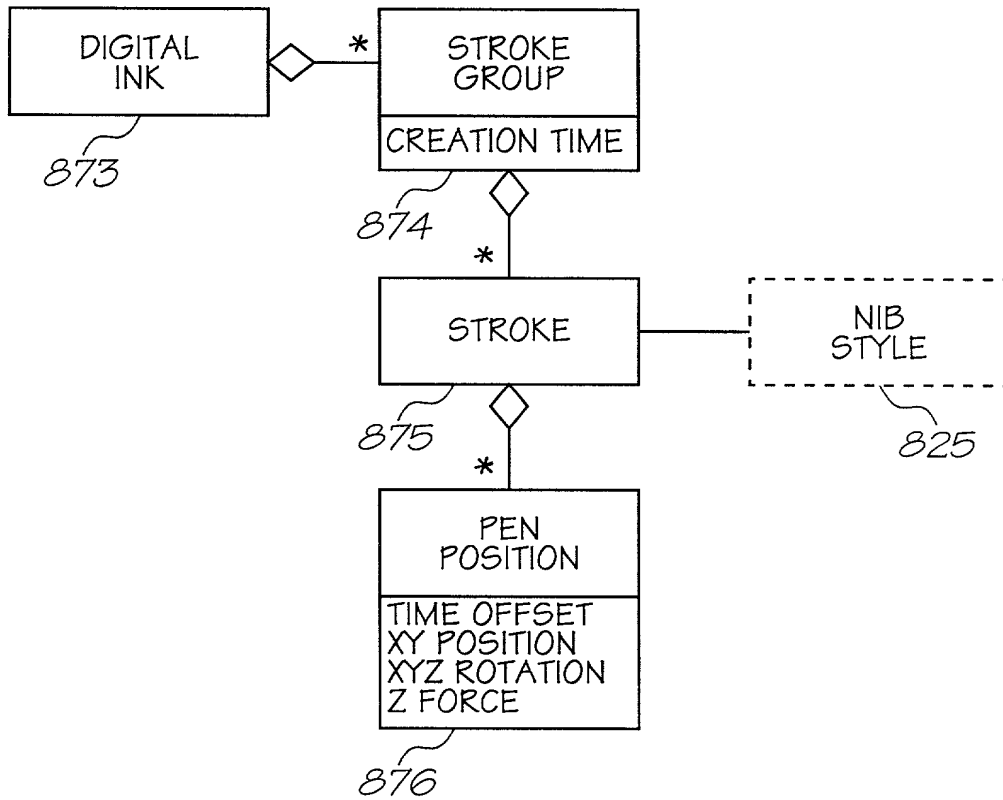 DIGITAL
INK
*
STROKE
GROUP
CREATION TIME
873
874
*
STROKE
NIB
STYLE
875
825
*
PEN
POSITION
TIME OFFSET
XY POSITION
XYZ ROTATION
Z FORCE
876